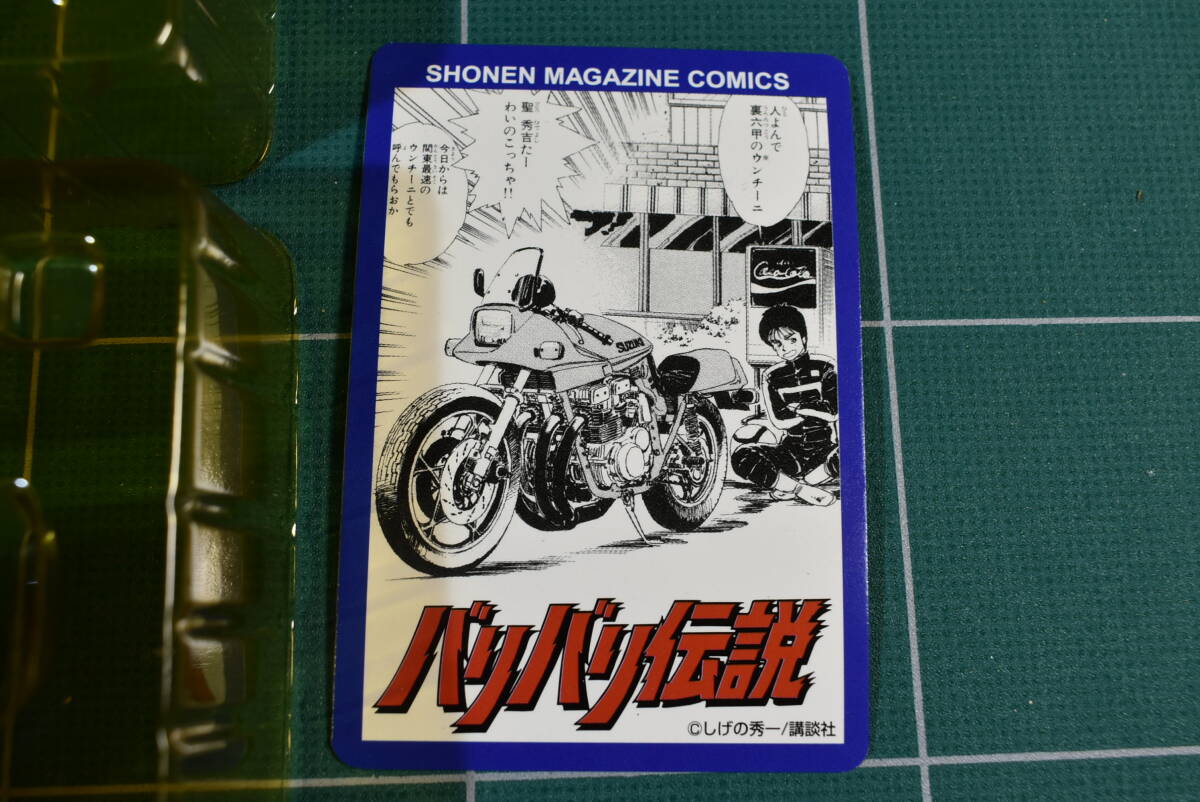 SHONEN MAGAZINE COMICS
人よんで
裏六甲のウンチーニ
聖 秀吉たー
わいのこっちゃ!!
今日からは
関東最速の
ウンチーニとでも
呼んでもらおか
SUZUKI
バリバリ伝説
©しげの秀一/講談社